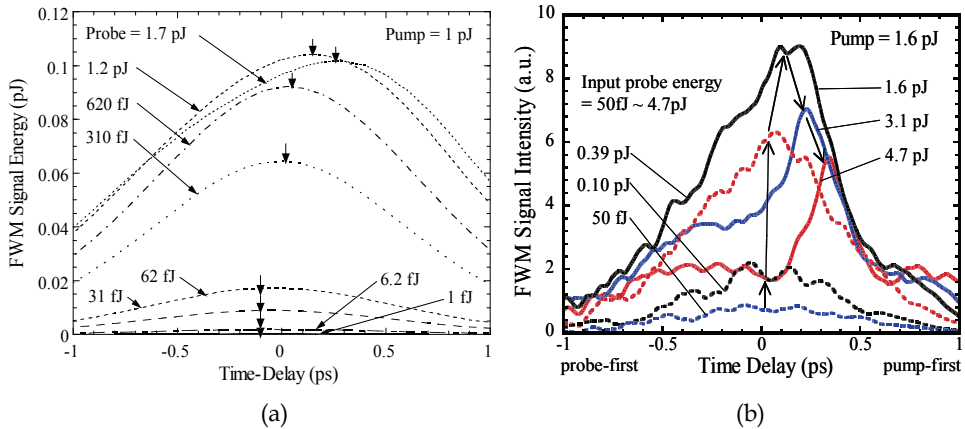 Probe = 1.7 pJ
Pump = 1 pJ
1.2 pJ
620 fJ
310 fJ
62 fJ
31 fJ
6.2 fJ
1 fJ
FWM Signal Energy (pJ)
0.12
0.1
0.08
0.06
0.04
0.02
0
-1
-0.5
0
0.5
1
Time-Delay (ps)
(a)
Pump = 1.6 pJ
Input probe energy
= 50fJ ~ 4.7pJ
1.6 pJ
3.1 pJ
4.7 pJ
0.39 pJ
0.10 pJ
50 fJ
FWM Signal Intensity (a.u.)
10
8
6
4
2
0
-1
-0.5
0
0.5
1
probe-first
Time Delay (ps)
pump-first
(b)